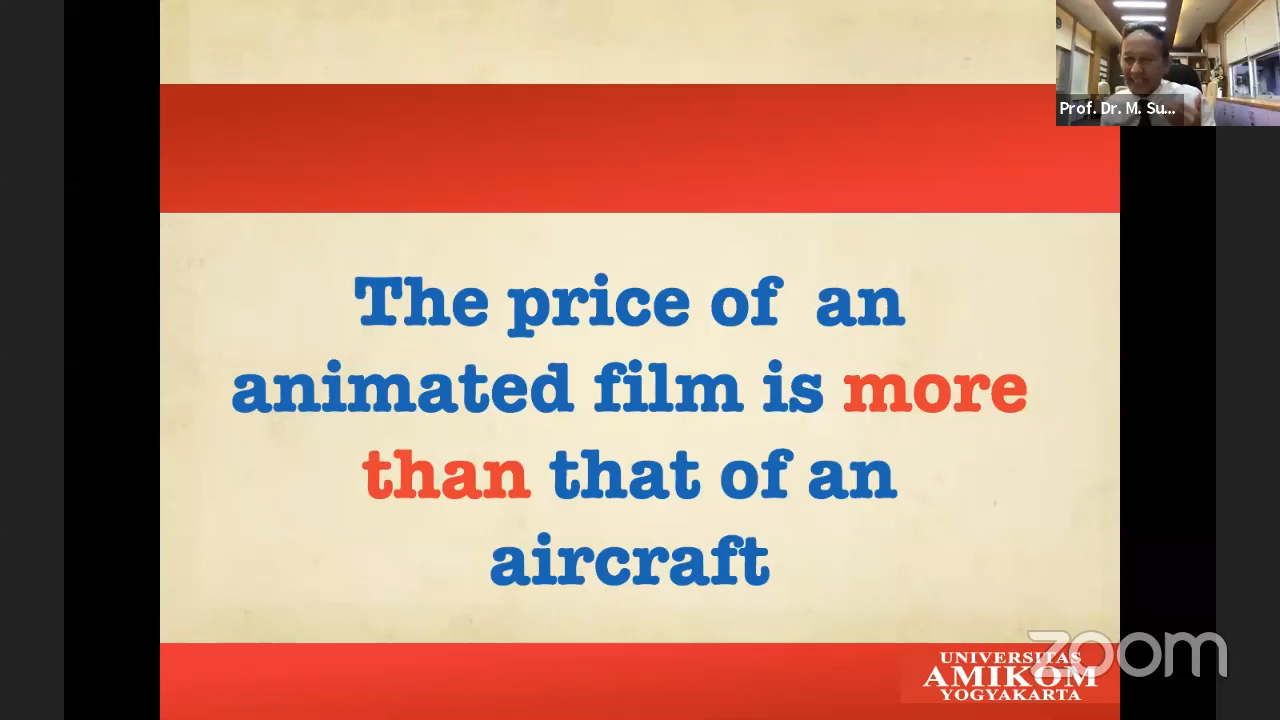 Prof. Dr. M. Su...
The price of an
animated film is more
than that of an
aircraft
zoom
UNIVERSITAS
AMIKOM
YOGYAKARTA